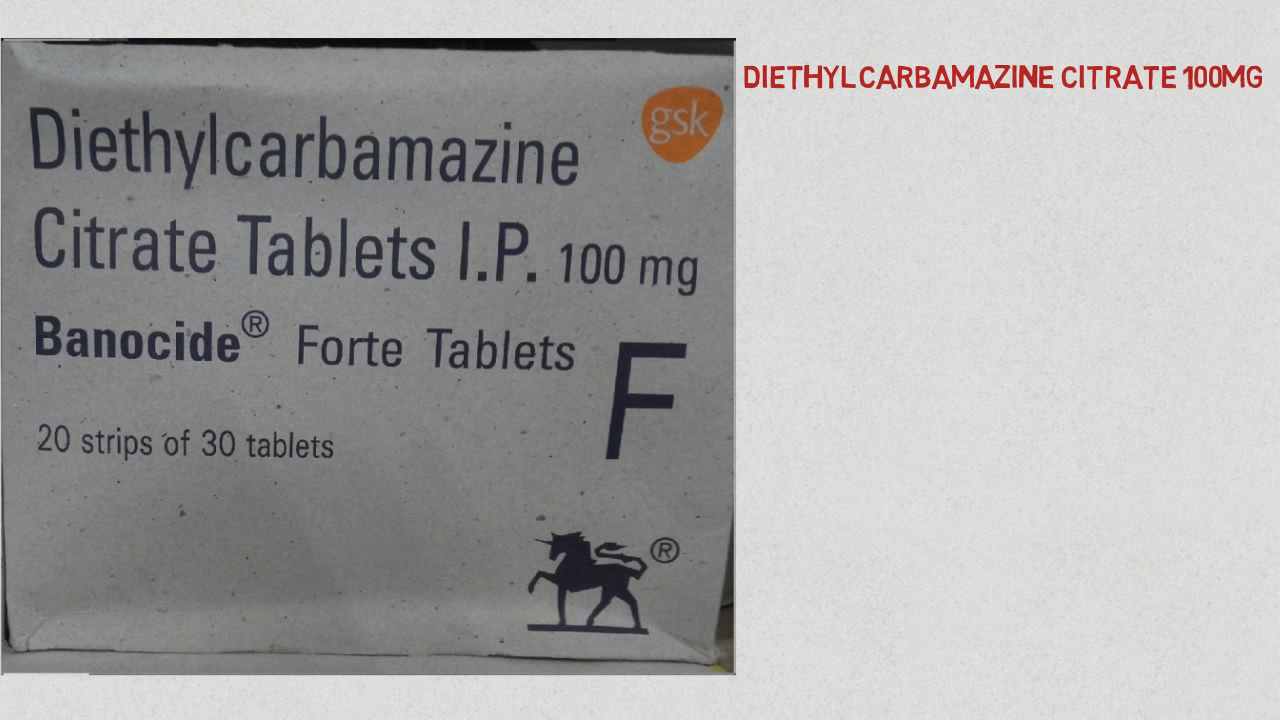 DIETHYLCARBAMAZINE CITRATE 100MG
gsk
Diethylcarbamazine
Citrate Tablets I.P. 100 mg
Banocide® Forte Tablets
F
20 strips of 30 tablets
®